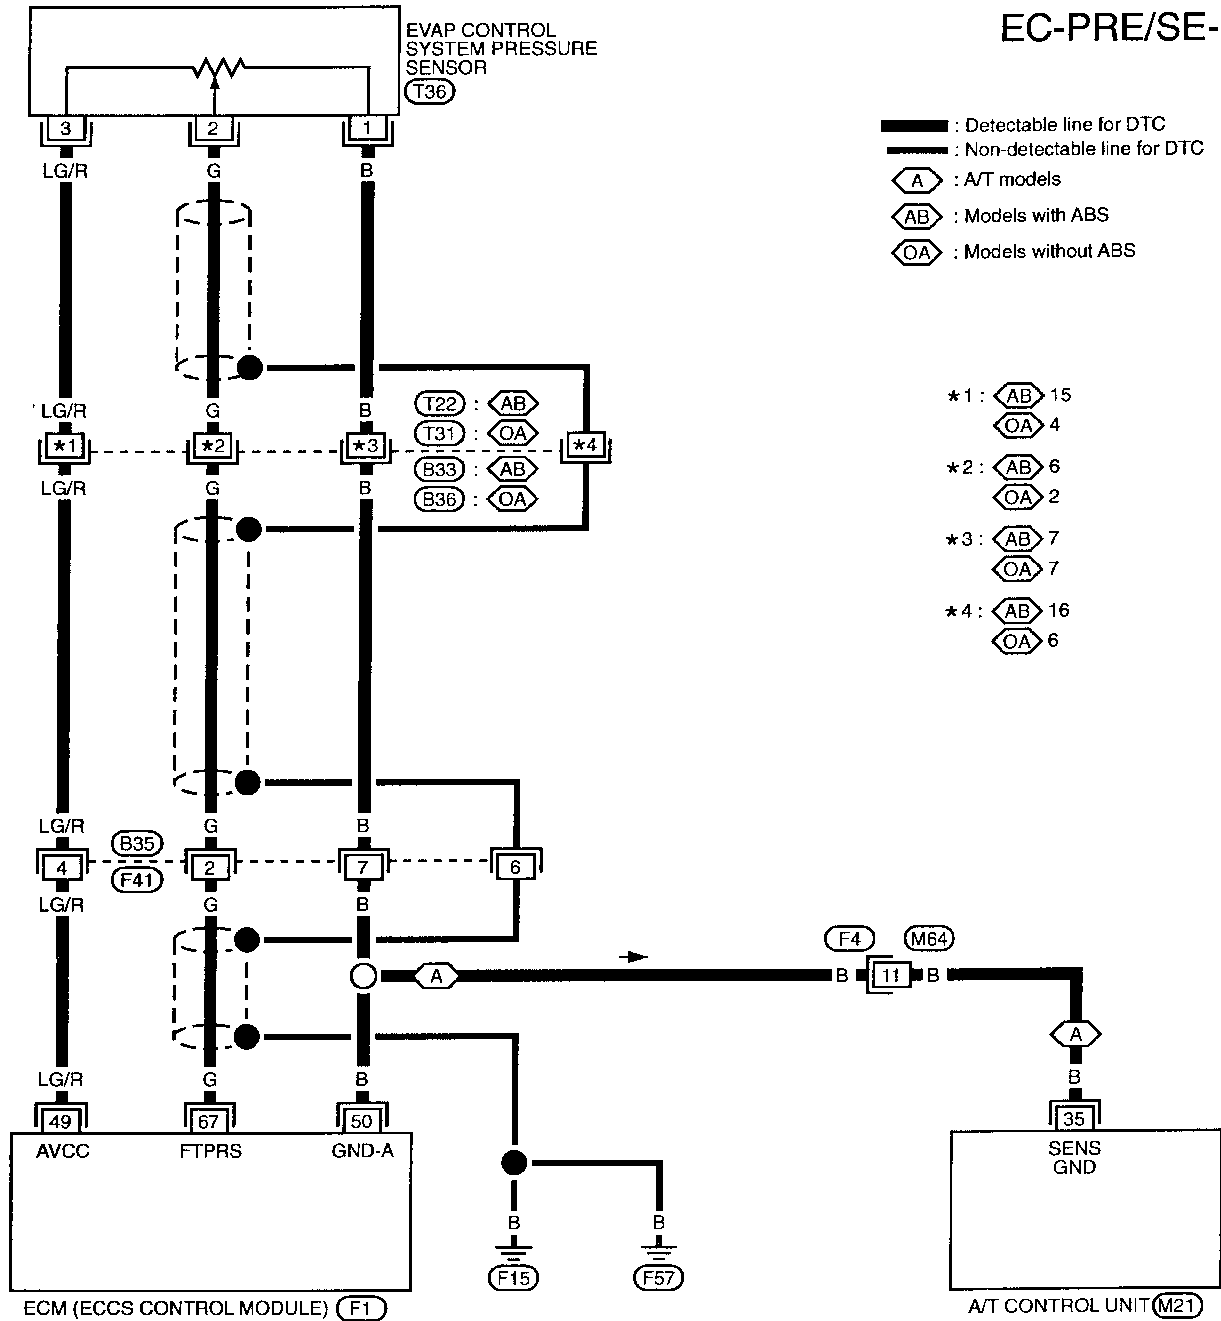 EC-PRE/SE-
EVAP CONTROL
SYSTEM PRESSURE
SENSOR
T36
3 2 1
LG/R G B
: Detectable line for DTC
: Non-detectable line for DTC
A : A/T models
AB : Models with ABS
OA : Models without ABS
LG/R G B
T22 : AB
T31 : OA
*1 *2 *3 *4
B33 : AB
B36 : OA
LG/R G B
*1 : AB 15
OA 4
*2 : AB 6
OA 2
*3 : AB 7
OA 7
*4 : AB 16
OA 6
LG/R G B
B35
4 2 7 6
F41
LG/R G B
F4 M64
A B 11 B
A
LG/R G B
B
49 67 50
35
AVCC FTPRS GND-A
SENS
GND
B B
F15 F57
ECM (ECCS CONTROL MODULE) F1
A/T CONTROL UNIT M21